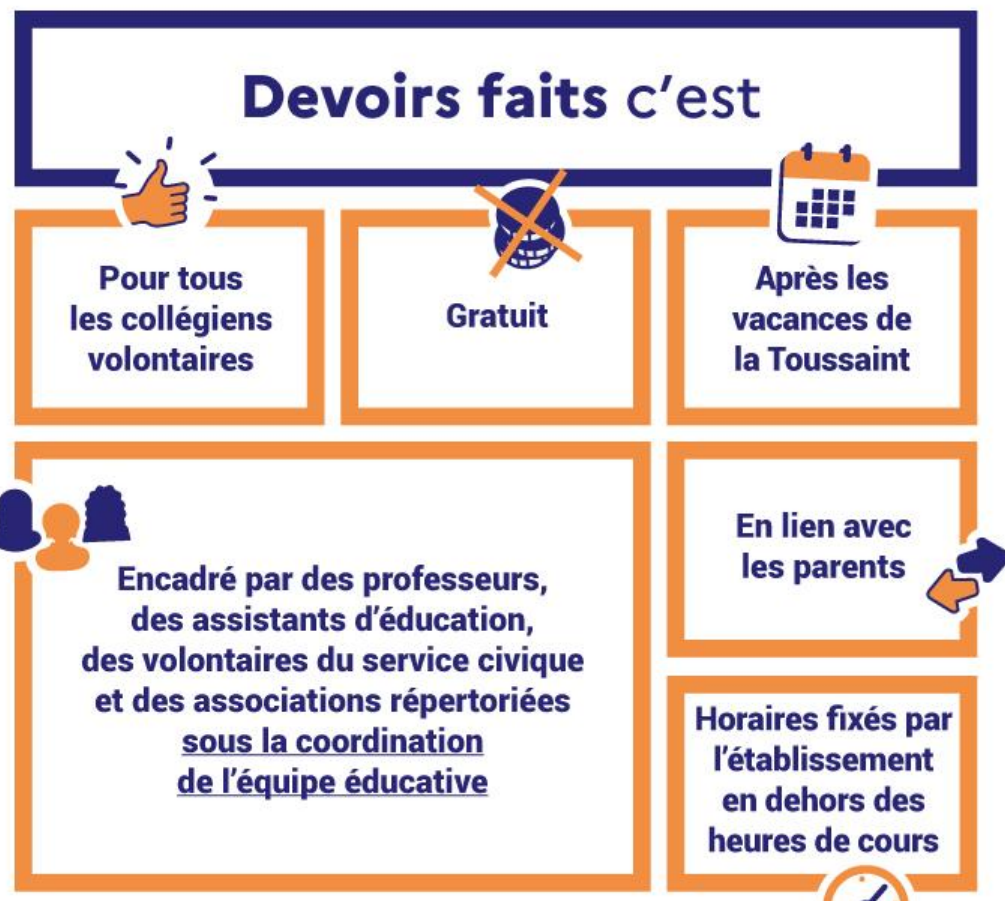 Devoirs faits c'est
Pour tous
les collégiens
volontaires
Gratuit
Après les
vacances de
la Toussaint
Encadré par des professeurs,
des assistants d'éducation,
des volontaires du service civique
et des associations répertoriées
sous la coordination
de l'équipe éducative
En lien avec
les parents
Horaires fixés par
l'établissement
en dehors des
heures de cours